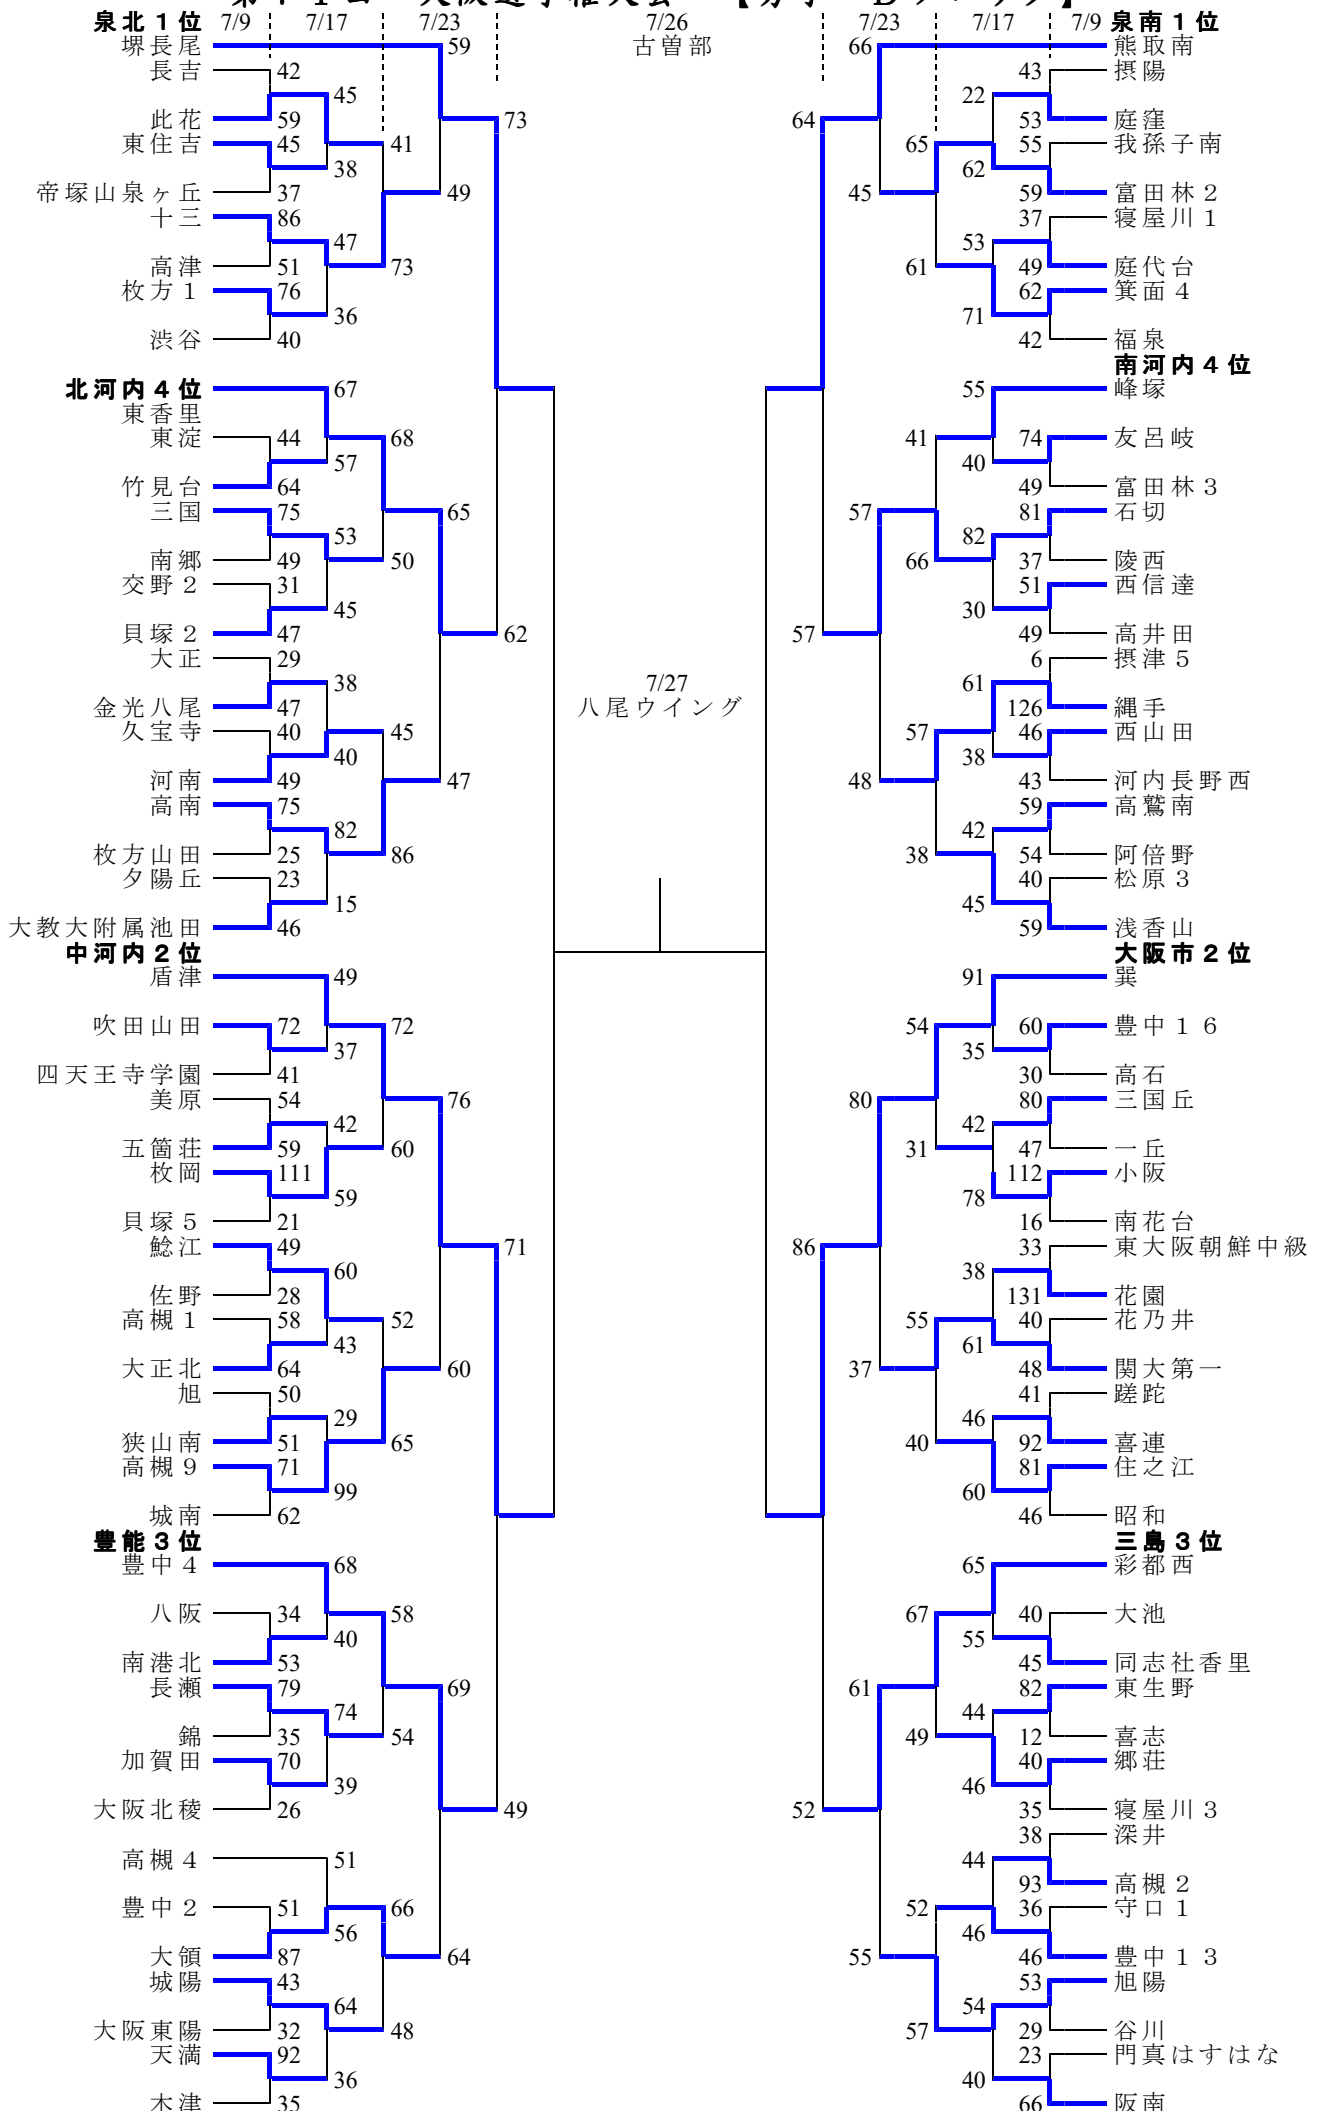 泉北１位 7/9 7/17 7/23 7/26 7/23 7/17 7/9 泉南１位
堺長尾 59 古曽部 66 熊取南
長吉 42 43 摂陽
45 22
此花 59 73 64 53 庭窪
東住吉 45 41 65 55 我孫子南
38 62
帝塚山泉ヶ丘 37 49 45 59 富田林２
十三 86 37 寝屋川１
47 53
高津 51 73 61 49 庭代台
枚方１ 76 62 箕面４
36 71
渋谷 40 42 福泉
南河内４位
北河内４位 67 55 峰塚
東香里
東淀 44 68 41 74 友呂岐
57 40
竹見台 64 49 富田林３
三国 75 65 57 81 石切
53 82
南郷 49 50 66 37 陵西
交野２ 31 51 西信達
45 30
貝塚２ 47 62 57 49 高井田
大正 29 6 摂津５
38 7/27 61
金光八尾 47 八尾ウイング 126 縄手
久宝寺 40 45 57 46 西山田
40 38
河南 49 47 48 43 河内長野西
高南 75 59 高鷲南
82 42
枚方山田 25 86 38 54 阿倍野
夕陽丘 23 40 松原３
15 45
大教大附属池田 46 59 浅香山
中河内２位 大阪市２位
盾津 49 91 巽
吹田山田 72 72 54 60 豊中１６
37 35
四天王寺学園 41 30 高石
美原 54 76 80 80 三国丘
42 42
五箇荘 59 60 31 47 一丘
枚岡 111 112 小阪
59 78
貝塚５ 21 16 南花台
鯰江 49 71 86 33 東大阪朝鮮中級
60 38
佐野 28 131 花園
高槻１ 58 52 55 40 花乃井
43 61
大正北 64 60 37 48 関大第一
旭 50 41 蹉跎
29 46
狭山南 51 65 40 92 喜連
高槻９ 71 81 住之江
99 60
城南 62 46 昭和
豊能３位 三島３位
豊中４ 68 65 彩都西
八阪 34 58 67 40 大池
40 55
南港北 53 45 同志社香里
長瀬 79 69 61 82 東生野
74 44
錦 35 54 49 12 喜志
加賀田 70 40 郷荘
39 46
大阪北稜 26 49 52 35 寝屋川３
38 深井
高槻４ 51 44
93 高槻２
豊中２ 51 66 52 36 守口１
56 46
大領 87 64 55 46 豊中１３
城陽 43 53 旭陽
64 54
大阪東陽 32 48 57 29 谷川
天満 92 23 門真はすはな
36 40
木津 35 66 阪南